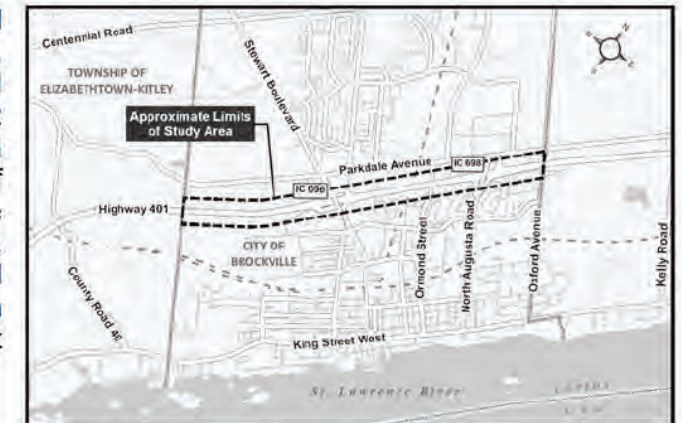 Centennial Road
TOWNSHIP OF
ELIZABETHTOWN-KITLEY
Stewart Boulevard
Approximate Limits
of Study Area
Parkdale Avenue
IC 698
IC 696
Highway 401
CITY OF
BROCKVILLE
County Road
Ormond Street
North Augusta Road
Oxford Avenue
Kelly Road
King Street West
St. Lawrence River
CANADA